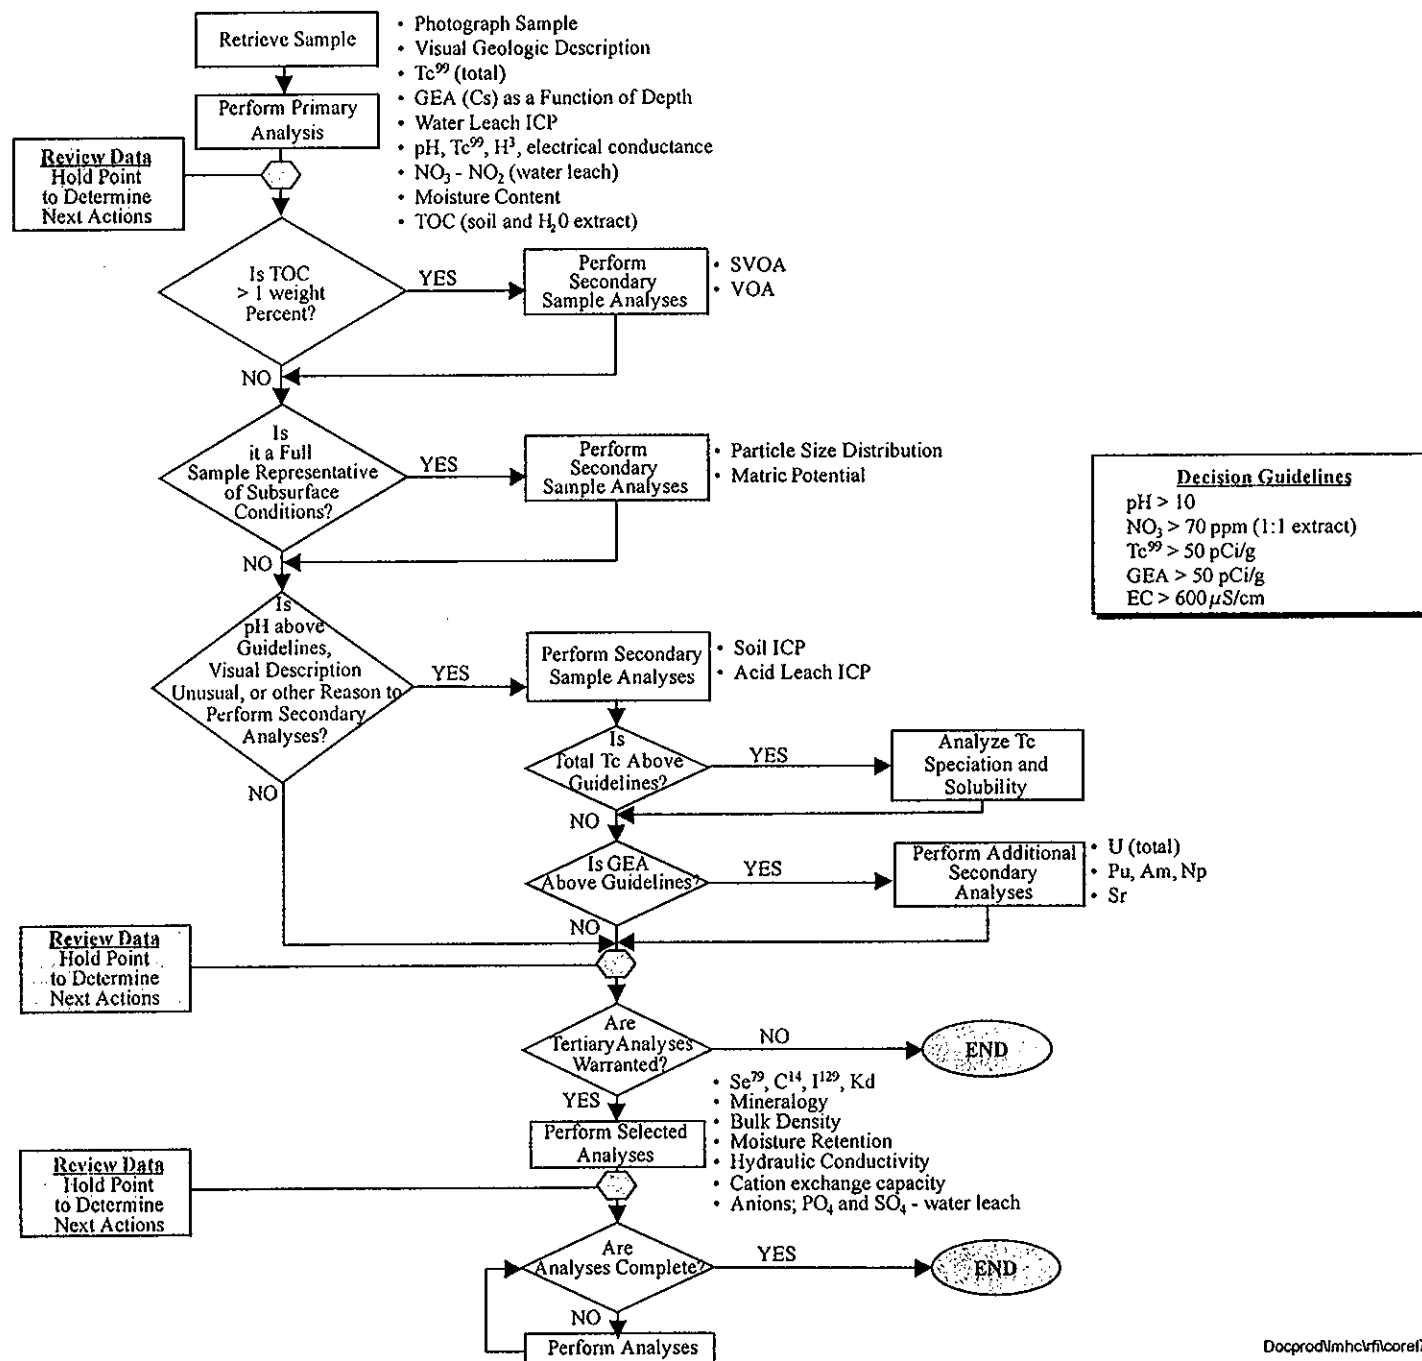 Retrieve Sample
• Photograph Sample
• Visual Geologic Description
• Tc⁹⁹ (total)
• GEA (Cs) as a Function of Depth
• Water Leach ICP
• pH, Tc⁹⁹, H³, electrical conductance
• NO₃ - NO₂ (water leach)
• Moisture Content
• TOC (soil and H₂0 extract)
Perform Primary
Analysis
Review Data
Hold Point
to Determine
Next Actions
Is TOC
> 1 weight
Percent?
YES
Perform
Secondary
Sample Analyses
• SVOA
• VOA
NO
Is
it a Full
Sample Representative
of Subsurface
Conditions?
YES
Perform
Secondary
Sample Analyses
• Particle Size Distribution
• Matric Potential
Decision Guidelines
pH > 10
NO₃ > 70 ppm (1:1 extract)
Tc⁹⁹ > 50 pCi/g
GEA > 50 pCi/g
EC > 600 µS/cm
NO
Is
pH above
Guidelines,
Visual Description
Unusual, or other Reason to
Perform Secondary
Analyses?
YES
Perform Secondary
Sample Analyses
• Soil ICP
• Acid Leach ICP
NO
Is
Total Tc Above
Guidelines?
YES
Analyze Tc
Speciation and
Solubility
NO
Is GEA
Above Guidelines?
YES
Perform Additional
Secondary
Analyses
• U (total)
• Pu, Am, Np
• Sr
NO
Review Data
Hold Point
to Determine
Next Actions
Are
Tertiary Analyses
Warranted?
NO
END
YES
Perform Selected
Analyses
• Se⁷⁹, C¹⁴, I¹²⁹, Kd
• Mineralogy
• Bulk Density
• Moisture Retention
• Hydraulic Conductivity
• Cation exchange capacity
• Anions; PO₄ and SO₄ - water leach
Review Data
Hold Point
to Determine
Next Actions
Are
Analyses Complete?
YES
END
NO
Perform Analyses